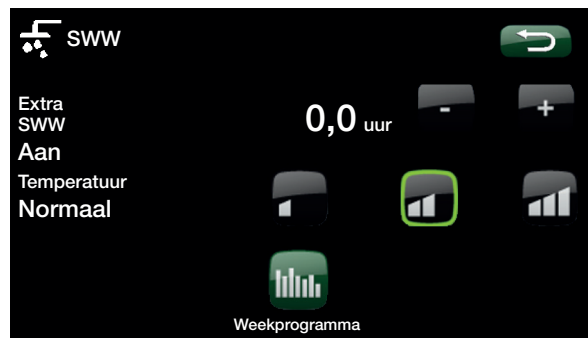 SWW
Extra
SWW
0,0 uur
-
+
Aan
Temperatuur
Normaal
Weekprogramma